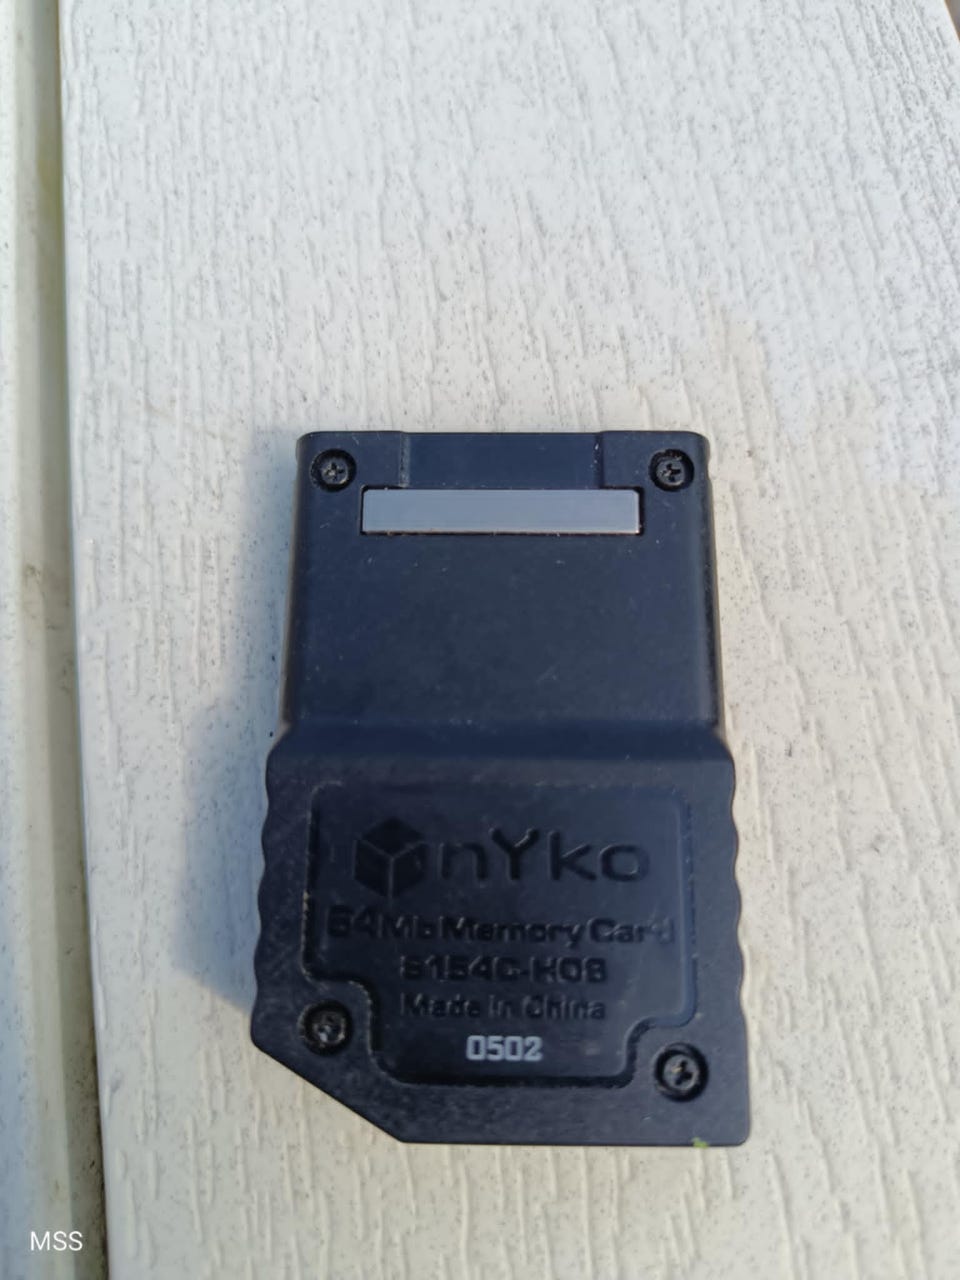 nYko
64Mb Memory Card
Made in China
0502
MSS